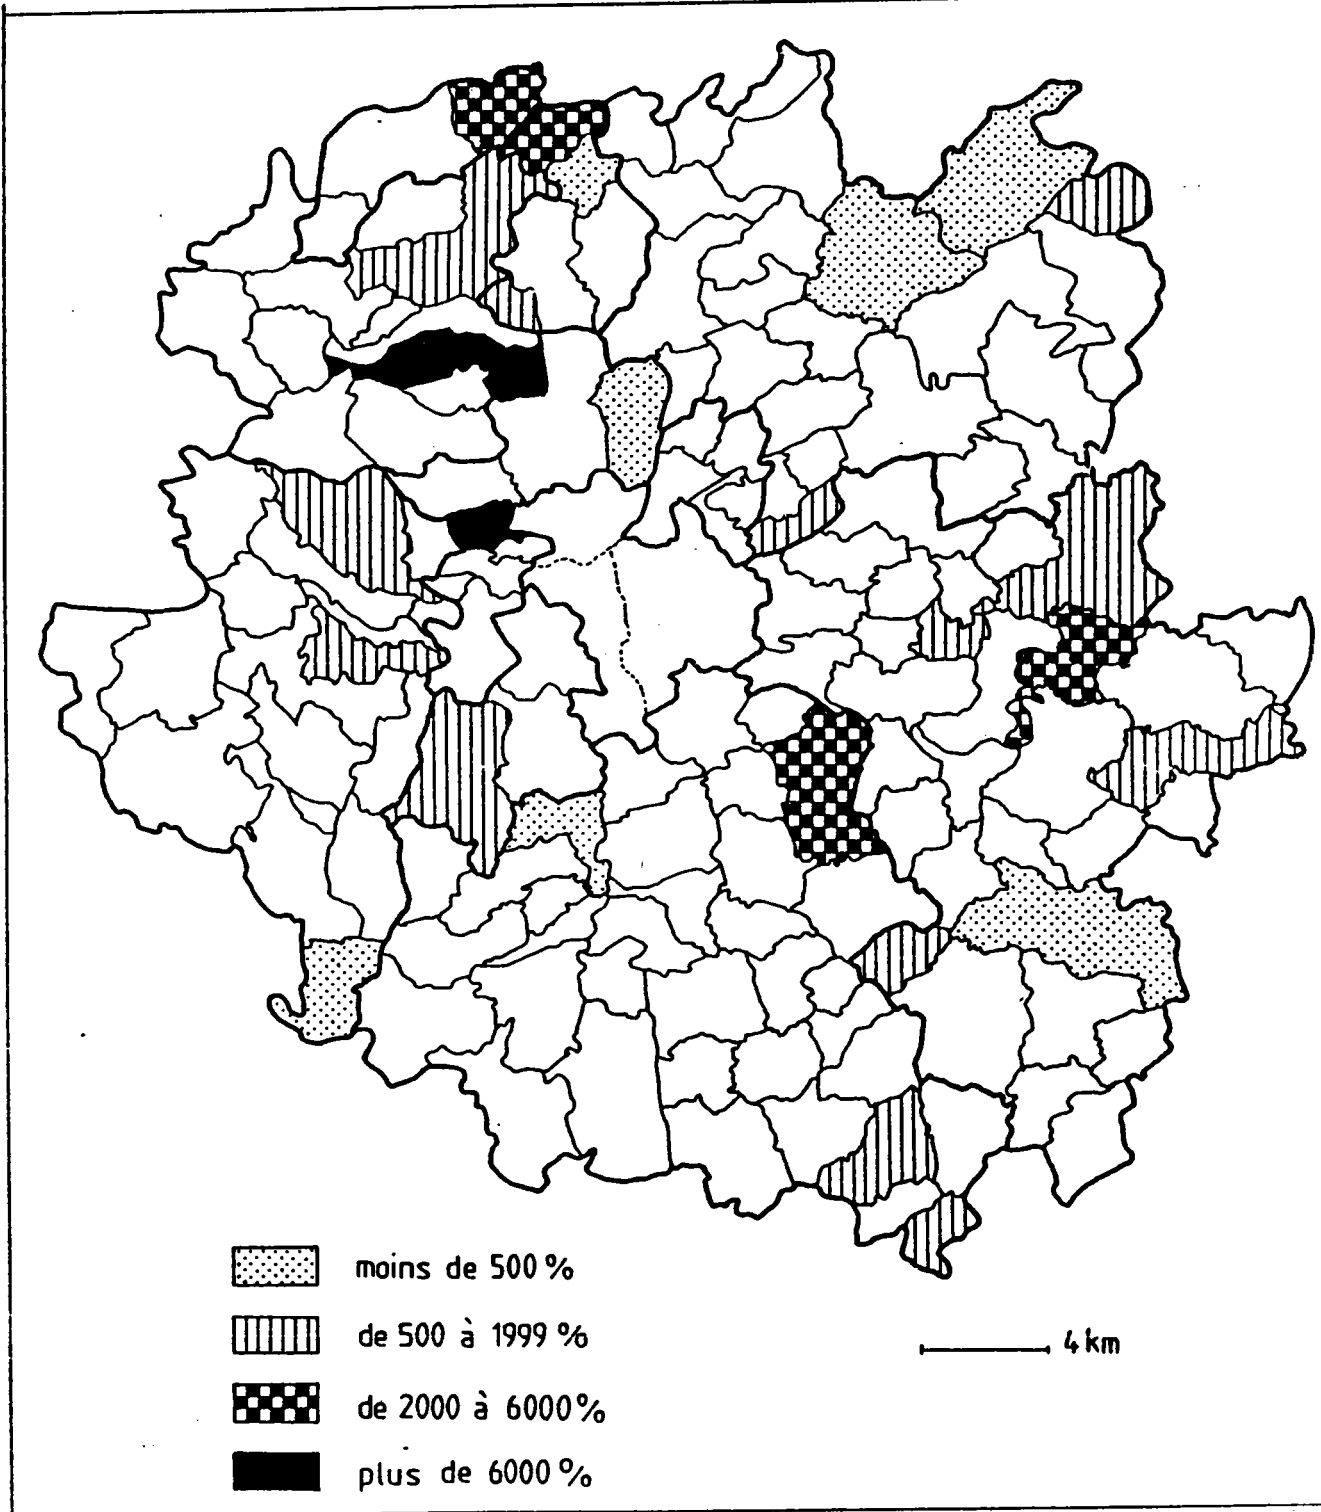 moins de 500 %
de 500 à 1999 %
4 km
de 2000 à 6000 %
plus de 6000 %